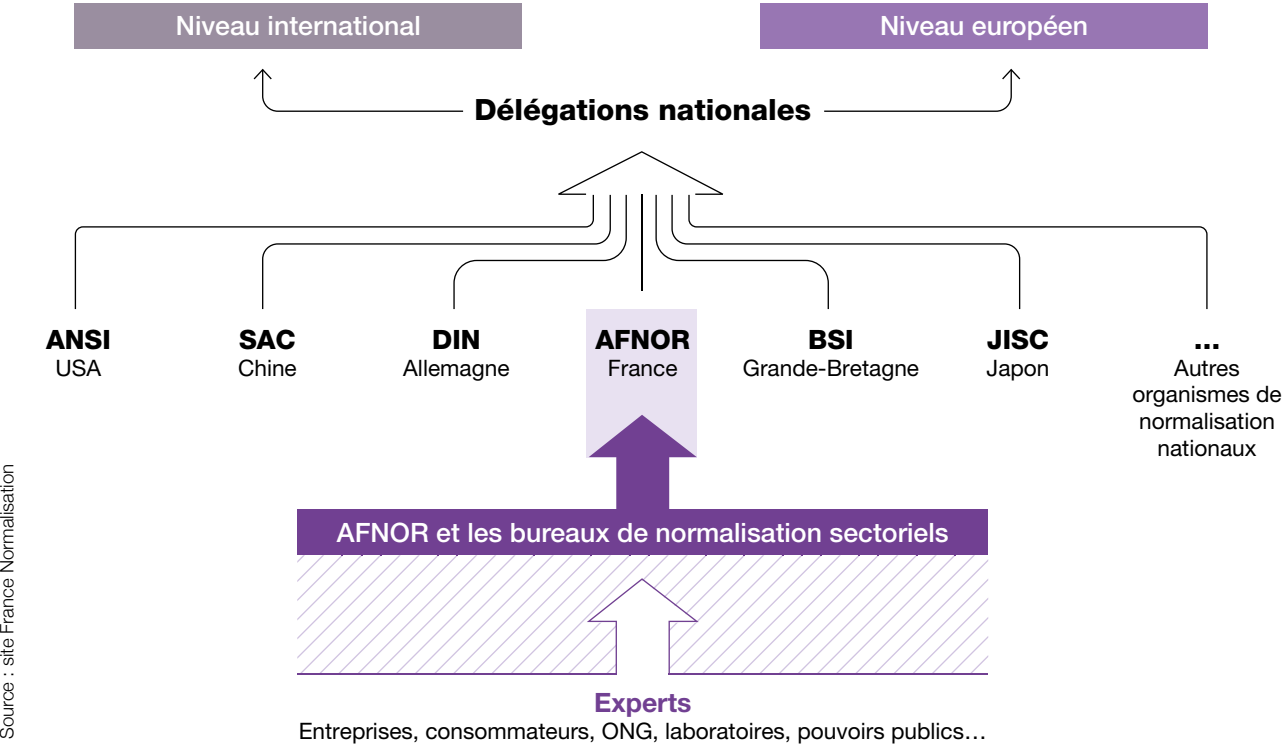 Niveau international
Niveau européen
Délégations nationales
ANSI
USA
SAC
Chine
DIN
Allemagne
AFNOR
France
BSI
Grande-Bretagne
JISC
Japon
...
Autres
organismes de
normalisation
nationaux
AFNOR et les bureaux de normalisation sectoriels
Experts
Entreprises, consommateurs, ONG, laboratoires, pouvoirs publics...
Source : site France Normalisation